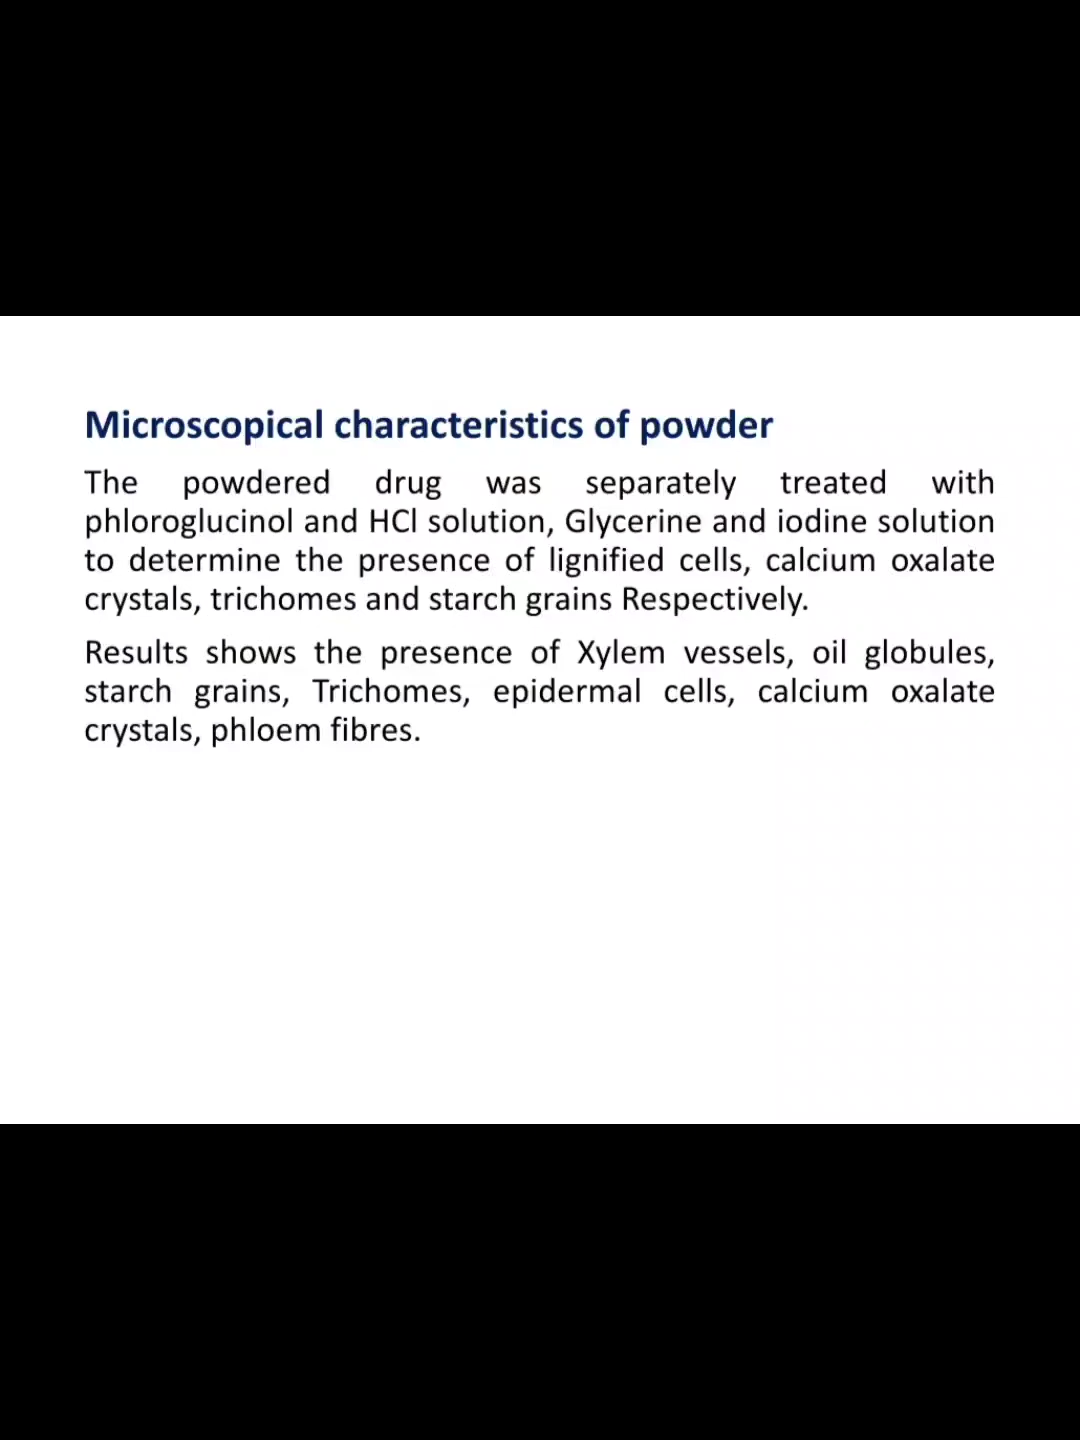 Microscopical characteristics of powder
The powdered drug was separately treated with
phloroglucinol and HCl solution, Glycerine and iodine solution
to determine the presence of lignified cells, calcium oxalate
crystals, trichomes and starch grains Respectively.
Results shows the presence of Xylem vessels, oil globules,
starch grains, Trichomes, epidermal cells, calcium oxalate
crystals, phloem fibres.